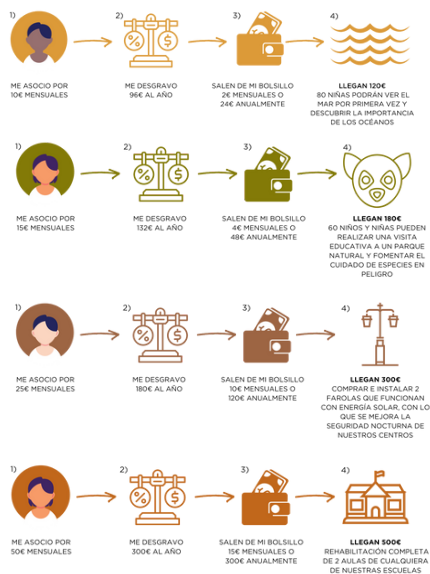 1)
2)
3)
4)
ME ASOCIO POR
10€ MENSUALES
ME DESGRAVO
96€ AL AÑO
SALEN DE MI BOLSILLO
2€ MENSUALES O
24€ ANUALMENTE
LLEGAN 120€
80 NIÑAS PODRÁN VER EL
MAR POR PRIMERA VEZ Y
DESCUBRIR LA IMPORTANCIA
DE LOS OCÉANOS
1)
2)
3)
4)
% $
ME ASOCIO POR
15€ MENSUALES
ME DESGRAVO
132€ AL AÑO
SALEN DE MI BOLSILLO
4€ MENSUALES O
48€ ANUALMENTE
LLEGAN 180€
60 NIÑOS Y NIÑAS PUEDEN
REALIZAR UNA VISITA
EDUCATIVA A UN PARQUE
NATURAL Y FOMENTAR EL
CUIDADO DE ESPECIES EN
PELIGRO
1)
2)
3)
4)
% $
ME ASOCIO POR
25€ MENSUALES
ME DESGRAVO
180€ AL AÑO
SALEN DE MI BOLSILLO
10€ MENSUALES O
120€ ANUALMENTE
LLEGAN 300€
COMPRAR E INSTALAR 2
FAROLAS QUE FUNCIONAN
CON ENERGÍA SOLAR, CON LO
QUE SE MEJORA LA
SEGURIDAD NOCTURNA DE
NUESTROS CENTROS
1)
2)
3)
4)
% $
ME ASOCIO POR
50€ MENSUALES
ME DESGRAVO
300€ AL AÑO
SALEN DE MI BOLSILLO
15€ MENSUALES O
300€ ANUALMENTE
LLEGAN 500€
REHABILITACIÓN COMPLETA
DE 2 AULAS DE CUALQUIERA
DE NUESTRAS ESCUELAS